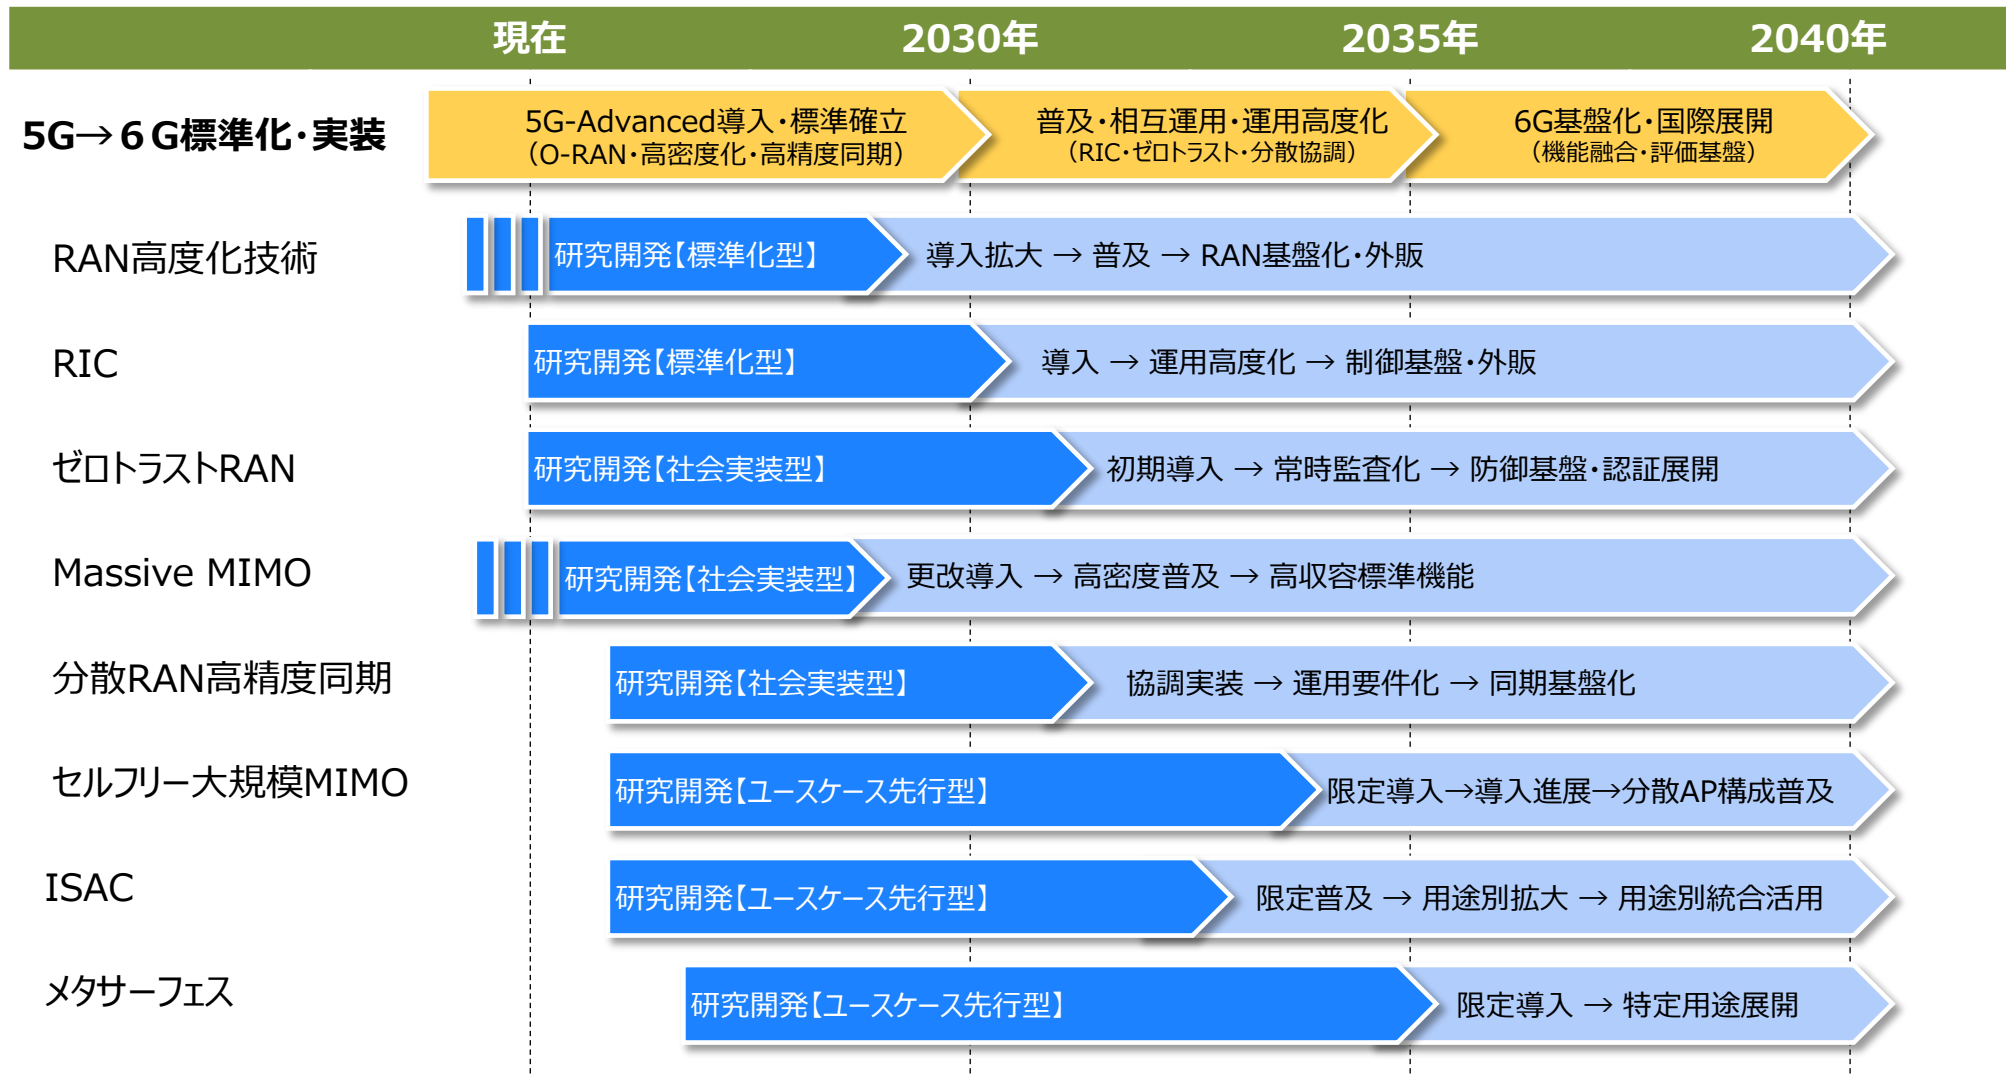 現在 2030年 2035年 2040年
5G→６G標準化・実装
5G-Advanced導入・標準確立
（O-RAN・高密度化・高精度同期）
普及・相互運用・運用高度化
（RIC・ゼロトラスト・分散協調）
6G基盤化・国際展開
（機能融合・評価基盤）
RAN高度化技術
研究開発【標準化型】
導入拡大 → 普及 → RAN基盤化・外販
RIC
研究開発【標準化型】
導入 → 運用高度化 → 制御基盤・外販
ゼロトラストRAN
研究開発【社会実装型】
初期導入 → 常時監査化 → 防御基盤・認証展開
Massive MIMO
研究開発【社会実装型】
更改導入 → 高密度普及 → 高収容標準機能
分散RAN高精度同期
研究開発【社会実装型】
協調実装 → 運用要件化 → 同期基盤化
セルフリー大規模MIMO
研究開発【ユースケース先行型】
限定導入→導入進展→分散AP構成普及
ISAC
研究開発【ユースケース先行型】
限定普及 → 用途別拡大 → 用途別統合活用
メタサーフェス
研究開発【ユースケース先行型】
限定導入 → 特定用途展開